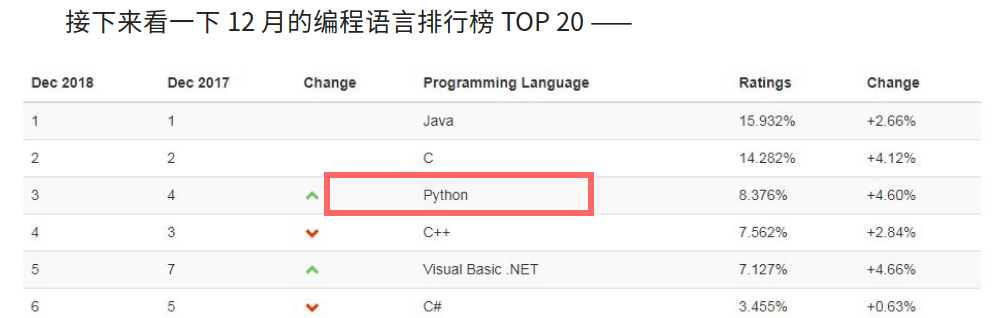 接下来看一下 12 月的编程语言排行榜 TOP 20 ——
Dec 2018 Dec 2017 Change Programming Language Ratings Change
1 1 Java 15.932% +2.66%
2 2 C 14.282% +4.12%
3 4 Python 8.376% +4.60%
4 3 C++ 7.562% +2.84%
5 7 Visual Basic .NET 7.127% +4.66%
6 5 C# 3.455% +0.63%